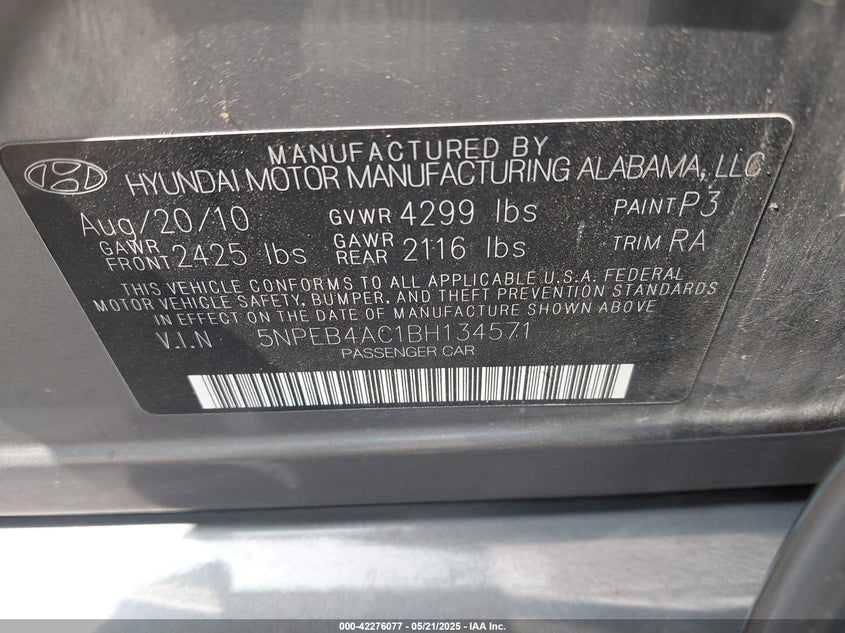 MANUFACTURED BY
HYUNDAI MOTOR MANUFACTURING ALABAMA, LLC
Aug/20/10 GVWR 4299 lbs PAINT P3
GAWR FRONT 2425 lbs GAWR REAR 2116 lbs TRIM RA
THIS VEHICLE CONFORMS TO ALL APPLICABLE U.S.A. FEDERAL
MOTOR VEHICLE SAFETY, BUMPER, AND THEFT PREVENTION STANDARDS
IN EFFECT ON THE DATE OF MANUFACTURE SHOWN ABOVE
V.I.N 5NPEB4AC1BH134571
PASSENGER CAR
000-42276077 - 05/21/2025 - IAA Inc.